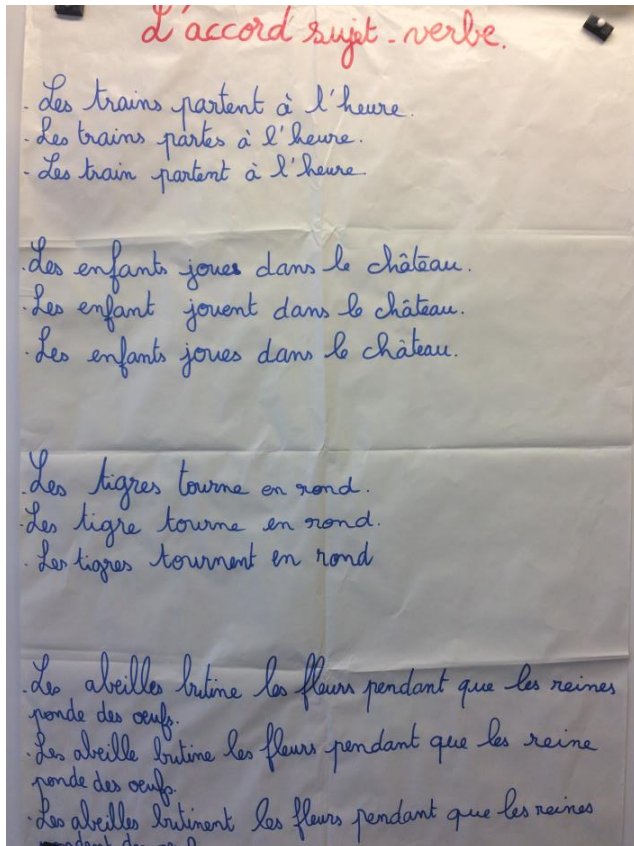 L'accord sujet-verbe.
- Les trains partent à l'heure.
- Les trains partes à l'heure.
- Les train partent à l'heure
. Les enfants joues dans le château.
. Les enfant jouent dans le château.
. Les enfants joues dans le château.
. Les tigres tourne en rond.
. Les tigre tourne en rond.
. Les tigres tournent en rond
. Les abeilles butine les fleurs pendant que les reines
ponde des œufs.
. Les abeille butine les fleurs pendant que les reine
ponde des œufs.
. Les abeilles butinent les fleurs pendant que les reines